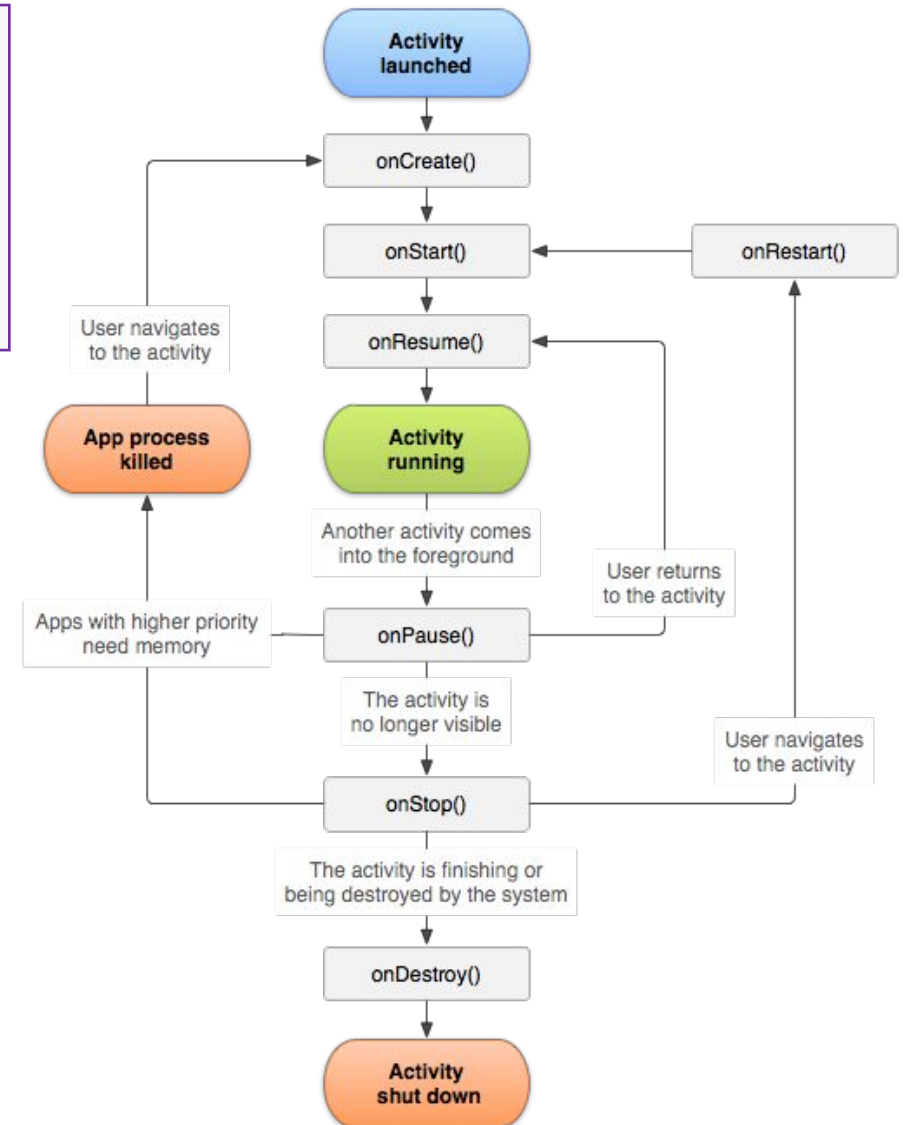 Activity
launched
onCreate()
onStart()
onRestart()
onResume()
User navigates
to the activity
App process
killed
Activity
running
Another activity comes
into the foreground
User returns
to the activity
Apps with higher priority
need memory
onPause()
The activity is
no longer visible
User navigates
to the activity
onStop()
The activity is finishing or
being destroyed by the system
onDestroy()
Activity
shut down